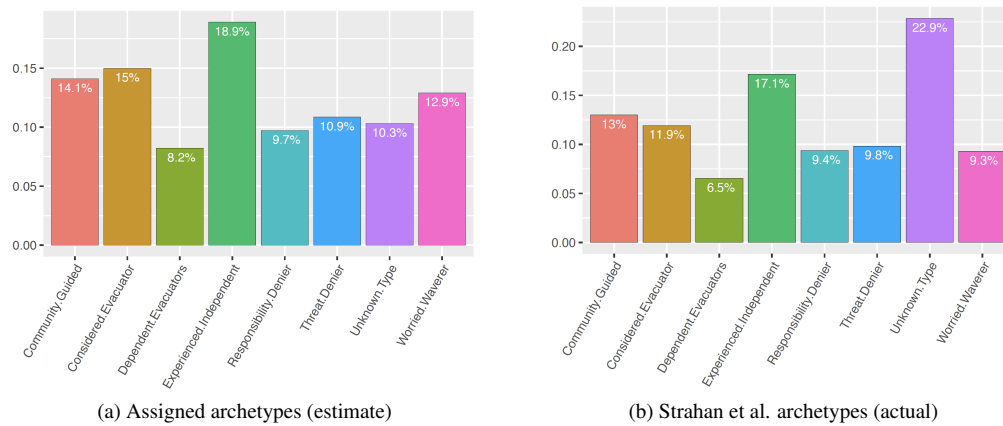 18.9%
15%
14.1%
12.9%
10.9%
10.3%
9.7%
8.2%
0.15
0.10
0.05
0.00
Community.Guided
Considered.Evacuator
Dependent.Evacuators
Experienced.Independent
Responsibility.Denier
Threat.Denier
Unknown.Type
Worried.Waverer
(a) Assigned archetypes (estimate)
22.9%
17.1%
13%
11.9%
9.8%
9.4%
9.3%
6.5%
0.20
0.15
0.10
0.05
0.00
Community.Guided
Considered.Evacuator
Dependent.Evacuators
Experienced.Independent
Responsibility.Denier
Threat.Denier
Unknown.Type
Worried.Waverer
(b) Strahan et al. archetypes (actual)